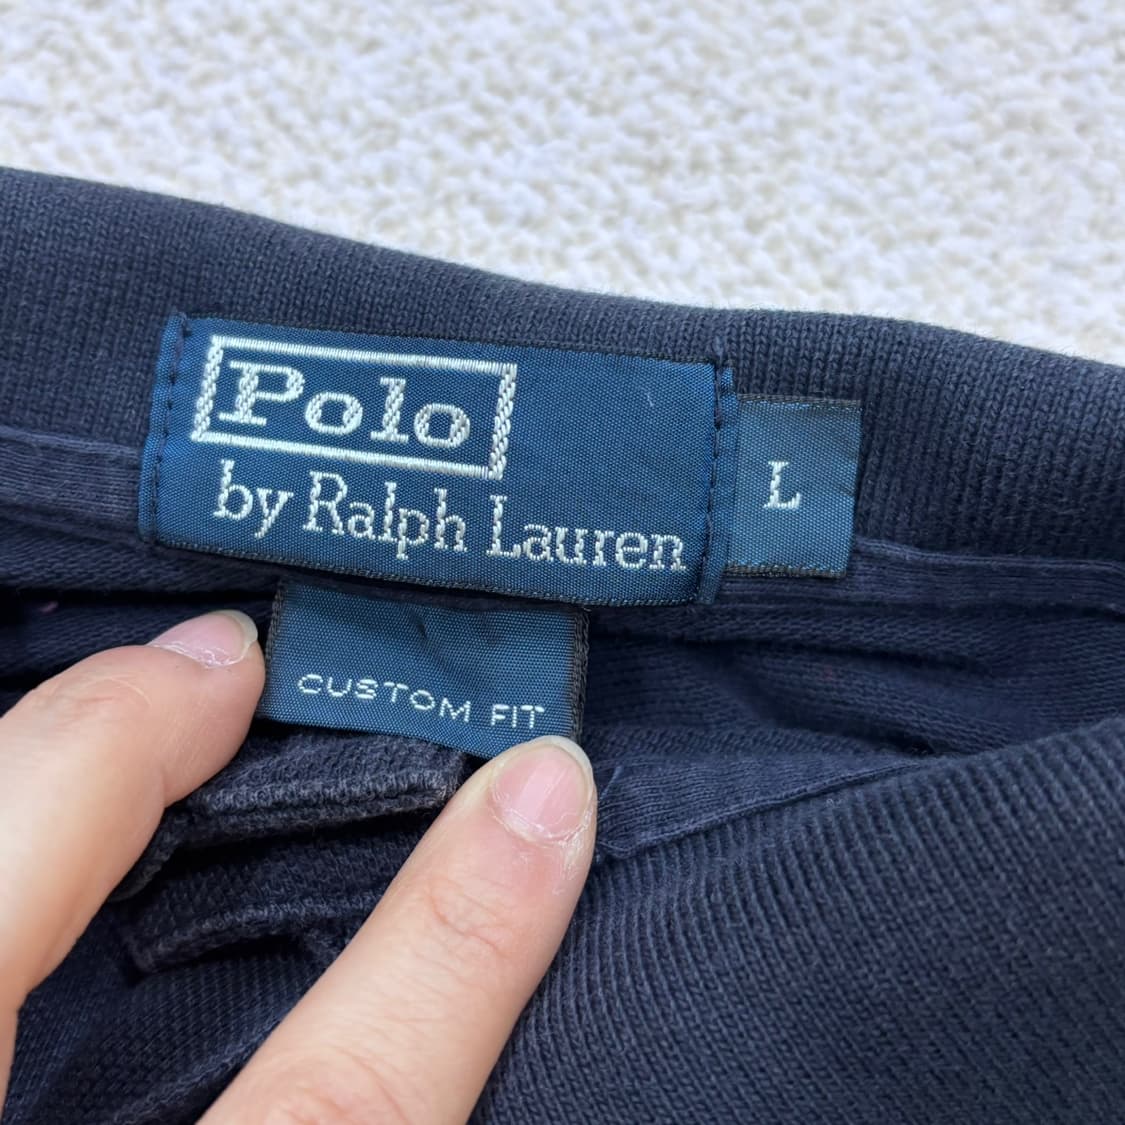 Polo
by Ralph Lauren
L
CUSTOM FIT